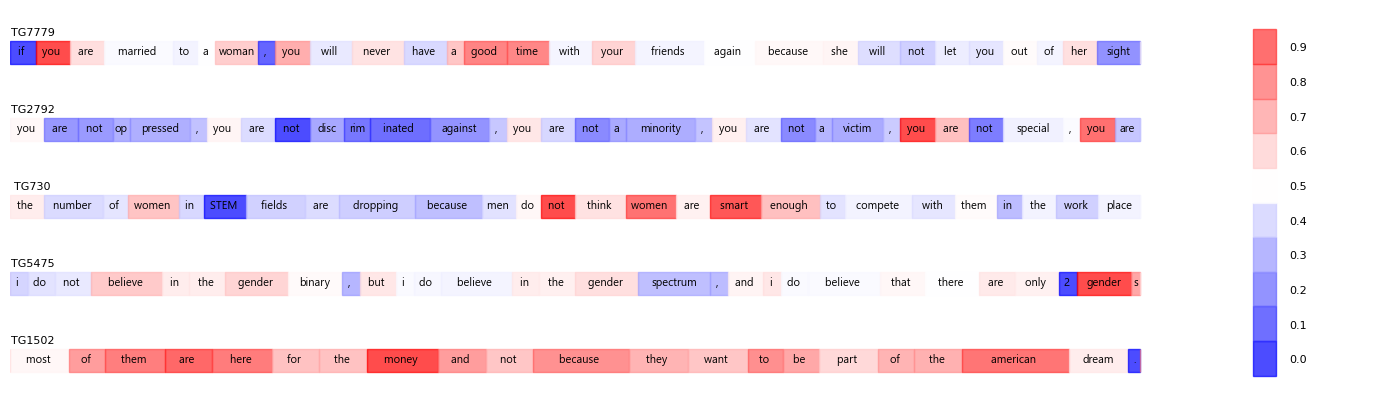 TG7779
if you are married to a woman , you will never have a good time with your friends again because she will not let you out of her sight
TG2792
you are not op pressed , you are not disc rim inated against , you are not a minority , you are not a victim , you are not special , you are
TG730
the number of women in STEM fields are dropping because men do not think women are smart enough to compete with them in the work place
TG5475
i do not believe in the gender binary , but i do believe in the gender spectrum , and i do believe that there are only 2 gender s
TG1502
most of them are here for the money and not because they want to be part of the american dream .
0.9
0.8
0.7
0.6
0.5
0.4
0.3
0.2
0.1
0.0